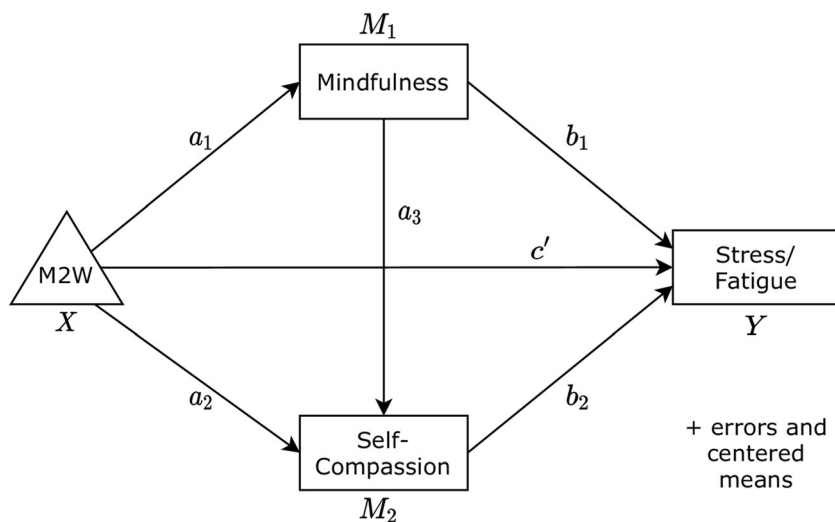 M₁
Mindfulness
a₁
b₁
a₃
M2W
X
c′
Stress/
Fatigue
Y
a₂
b₂
Self-
Compassion
M₂
+ errors and
centered
means